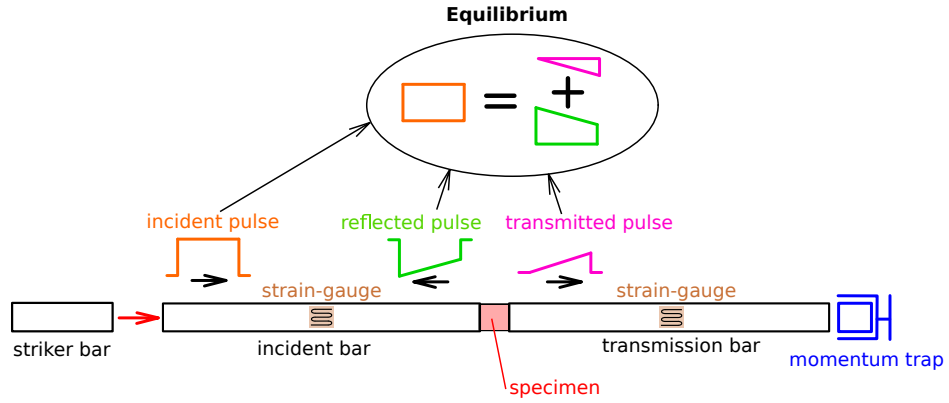 Equilibrium
incident pulse
reflected pulse
transmitted pulse
strain-gauge
strain-gauge
striker bar
incident bar
transmission bar
momentum trap
specimen